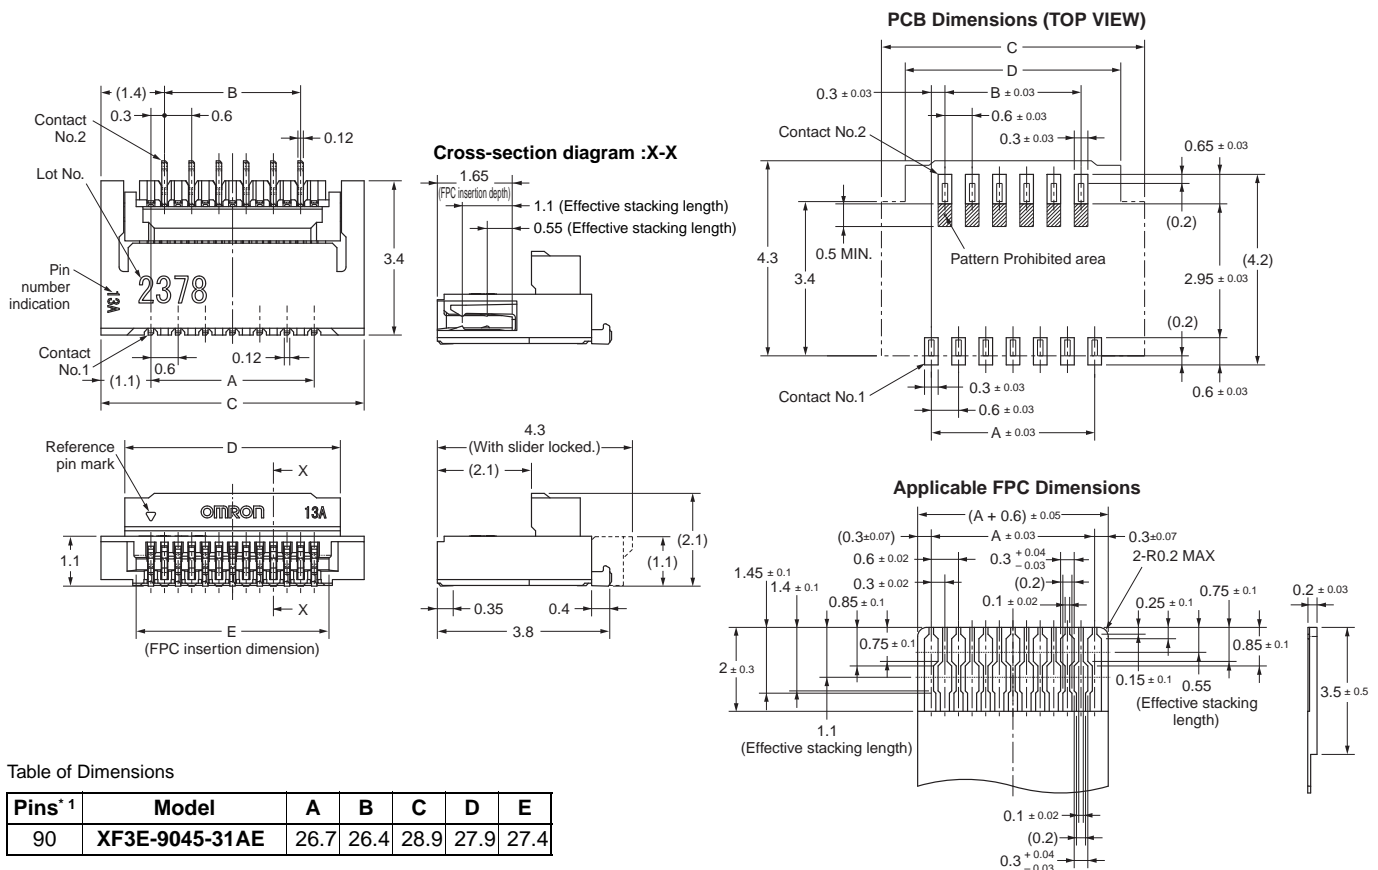 PCB Dimensions (TOP VIEW)
C
D
0.3 ± 0.03
B ± 0.03
0.6 ± 0.03
0.3 ± 0.03
Contact No.2
0.65 ± 0.03
(0.2)
4.3
3.4
0.5 MIN.
Pattern Prohibited area
2.95 ± 0.03
(4.2)
(0.2)
Contact No.1
0.3 ± 0.03
0.6 ± 0.03
0.6 ± 0.03
A ± 0.03
(1.4)
B
0.3
0.6
0.12
Contact
No.2
Lot No.
Pin
number
indication
13A
2378
3.4
Contact
No.1
0.6
0.12
(1.1)
A
C
Cross-section diagram :X-X
1.65
(FPC insertion depth)
1.1 (Effective stacking length)
0.55 (Effective stacking length)
Reference
pin mark
D
X
OMRON
13A
1.1
X
E
(FPC insertion dimension)
4.3
(With slider locked.)
(2.1)
(2.1)
(1.1)
0.35
0.4
3.8
Applicable FPC Dimensions
(A + 0.6) ± 0.05
(0.3±0.07)
A ± 0.03
0.3±0.07
0.6 ± 0.02
0.3 + 0.04 − 0.03
2-R0.2 MAX
1.45 ± 0.1
1.4 ± 0.1
0.3 ± 0.02
(0.2)
0.85 ± 0.1
0.1 ± 0.02
0.25 ± 0.1
0.75 ± 0.1
0.2 ± 0.03
0.75 ± 0.1
0.85 ± 0.1
2 ± 0.3
0.15 ± 0.1
0.55
(Effective stacking
length)
3.5 ± 0.5
1.1
(Effective stacking length)
0.1 ± 0.02
(0.2)
0.3 + 0.04 − 0.03
Table of Dimensions
Pins* 1 Model A B C D E
90 XF3E-9045-31AE 26.7 26.4 28.9 27.9 27.4